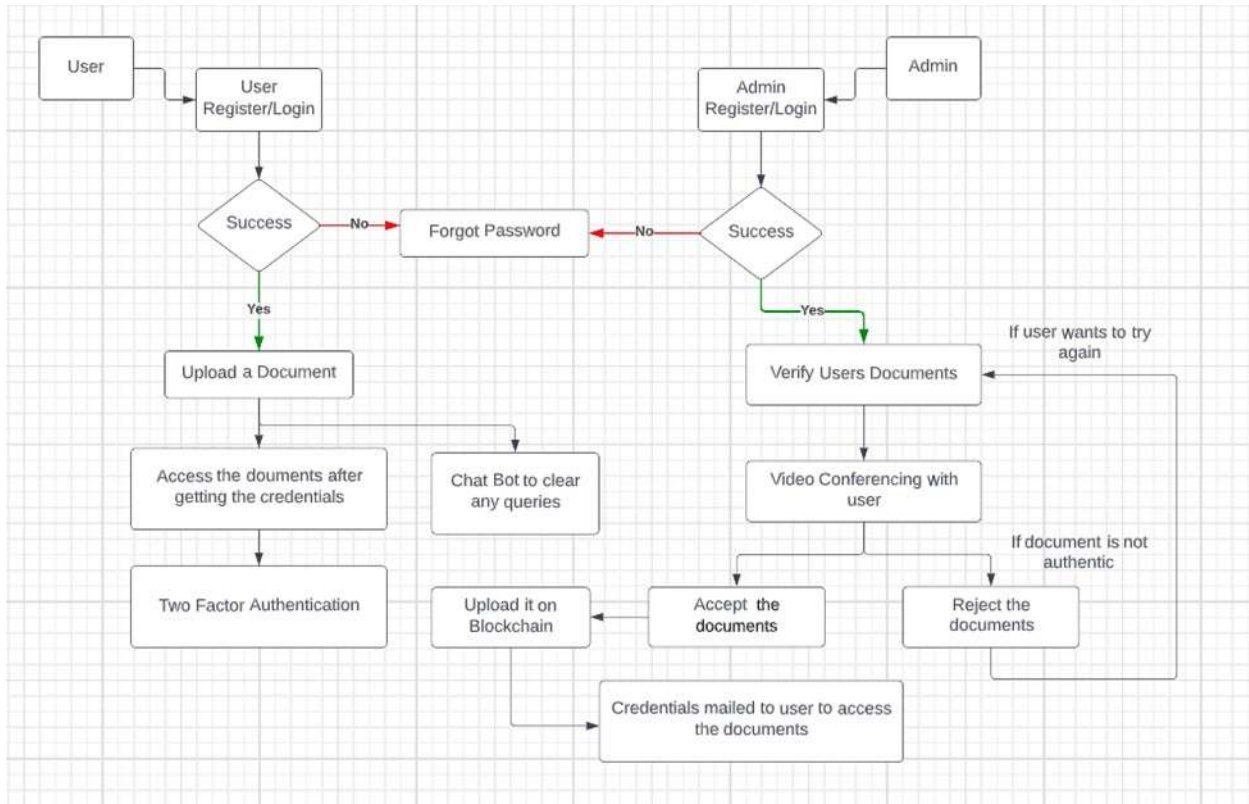 User
Admin
User
Register/Login
Admin
Register/Login
Success
No
Forgot Password
No
Success
Yes
Yes
If user wants to try
again
Upload a Document
Verify Users Documents
Access the douments after
getting the credentials
Chat Bot to clear
any queries
Video Conferencing with
user
If document is not
authentic
Two Factor Authentication
Upload it on
Blockchain
Accept the
documents
Reject the
documents
Credentials mailed to user to access
the documents